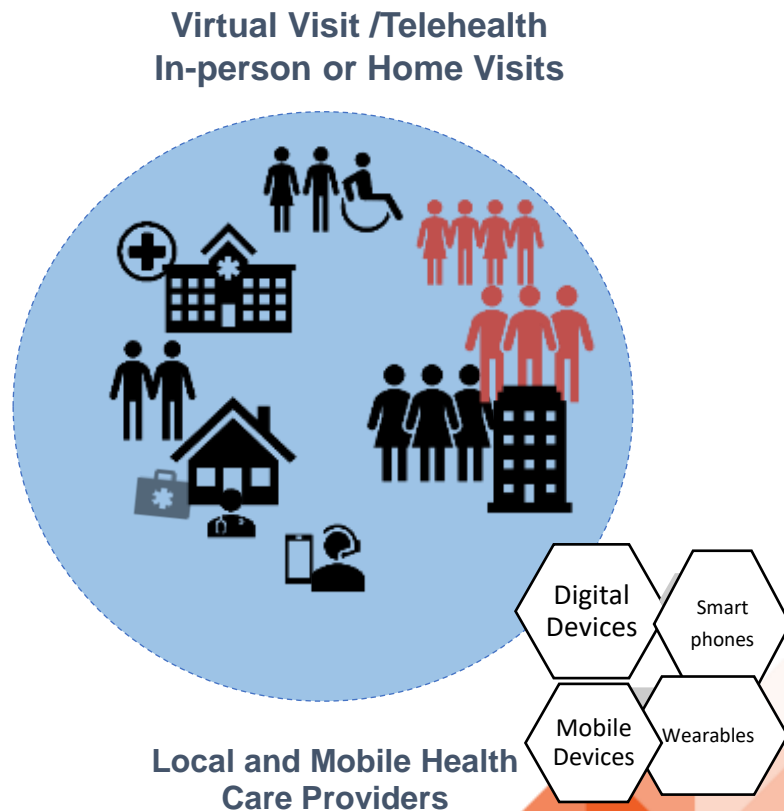 Virtual Visit /Telehealth
In-person or Home Visits
Digital
Devices
Smart
phones
Mobile
Devices
Wearables
Local and Mobile Health
Care Providers